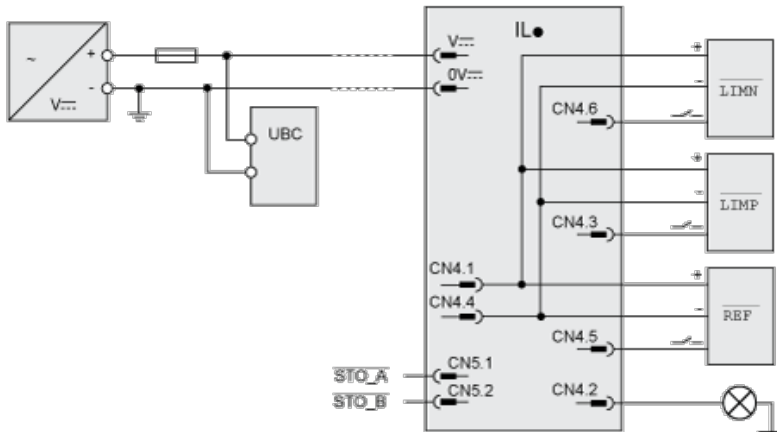 ~
+
-
V⎓
UBC
IL●
V⎓
0V⎓
CN4.6
+
-
LIMN
+
-
LIMP
CN4.3
CN4.1
CN4.4
+
-
REF
CN4.5
STO_A
CN5.1
STO_B
CN5.2
CN4.2